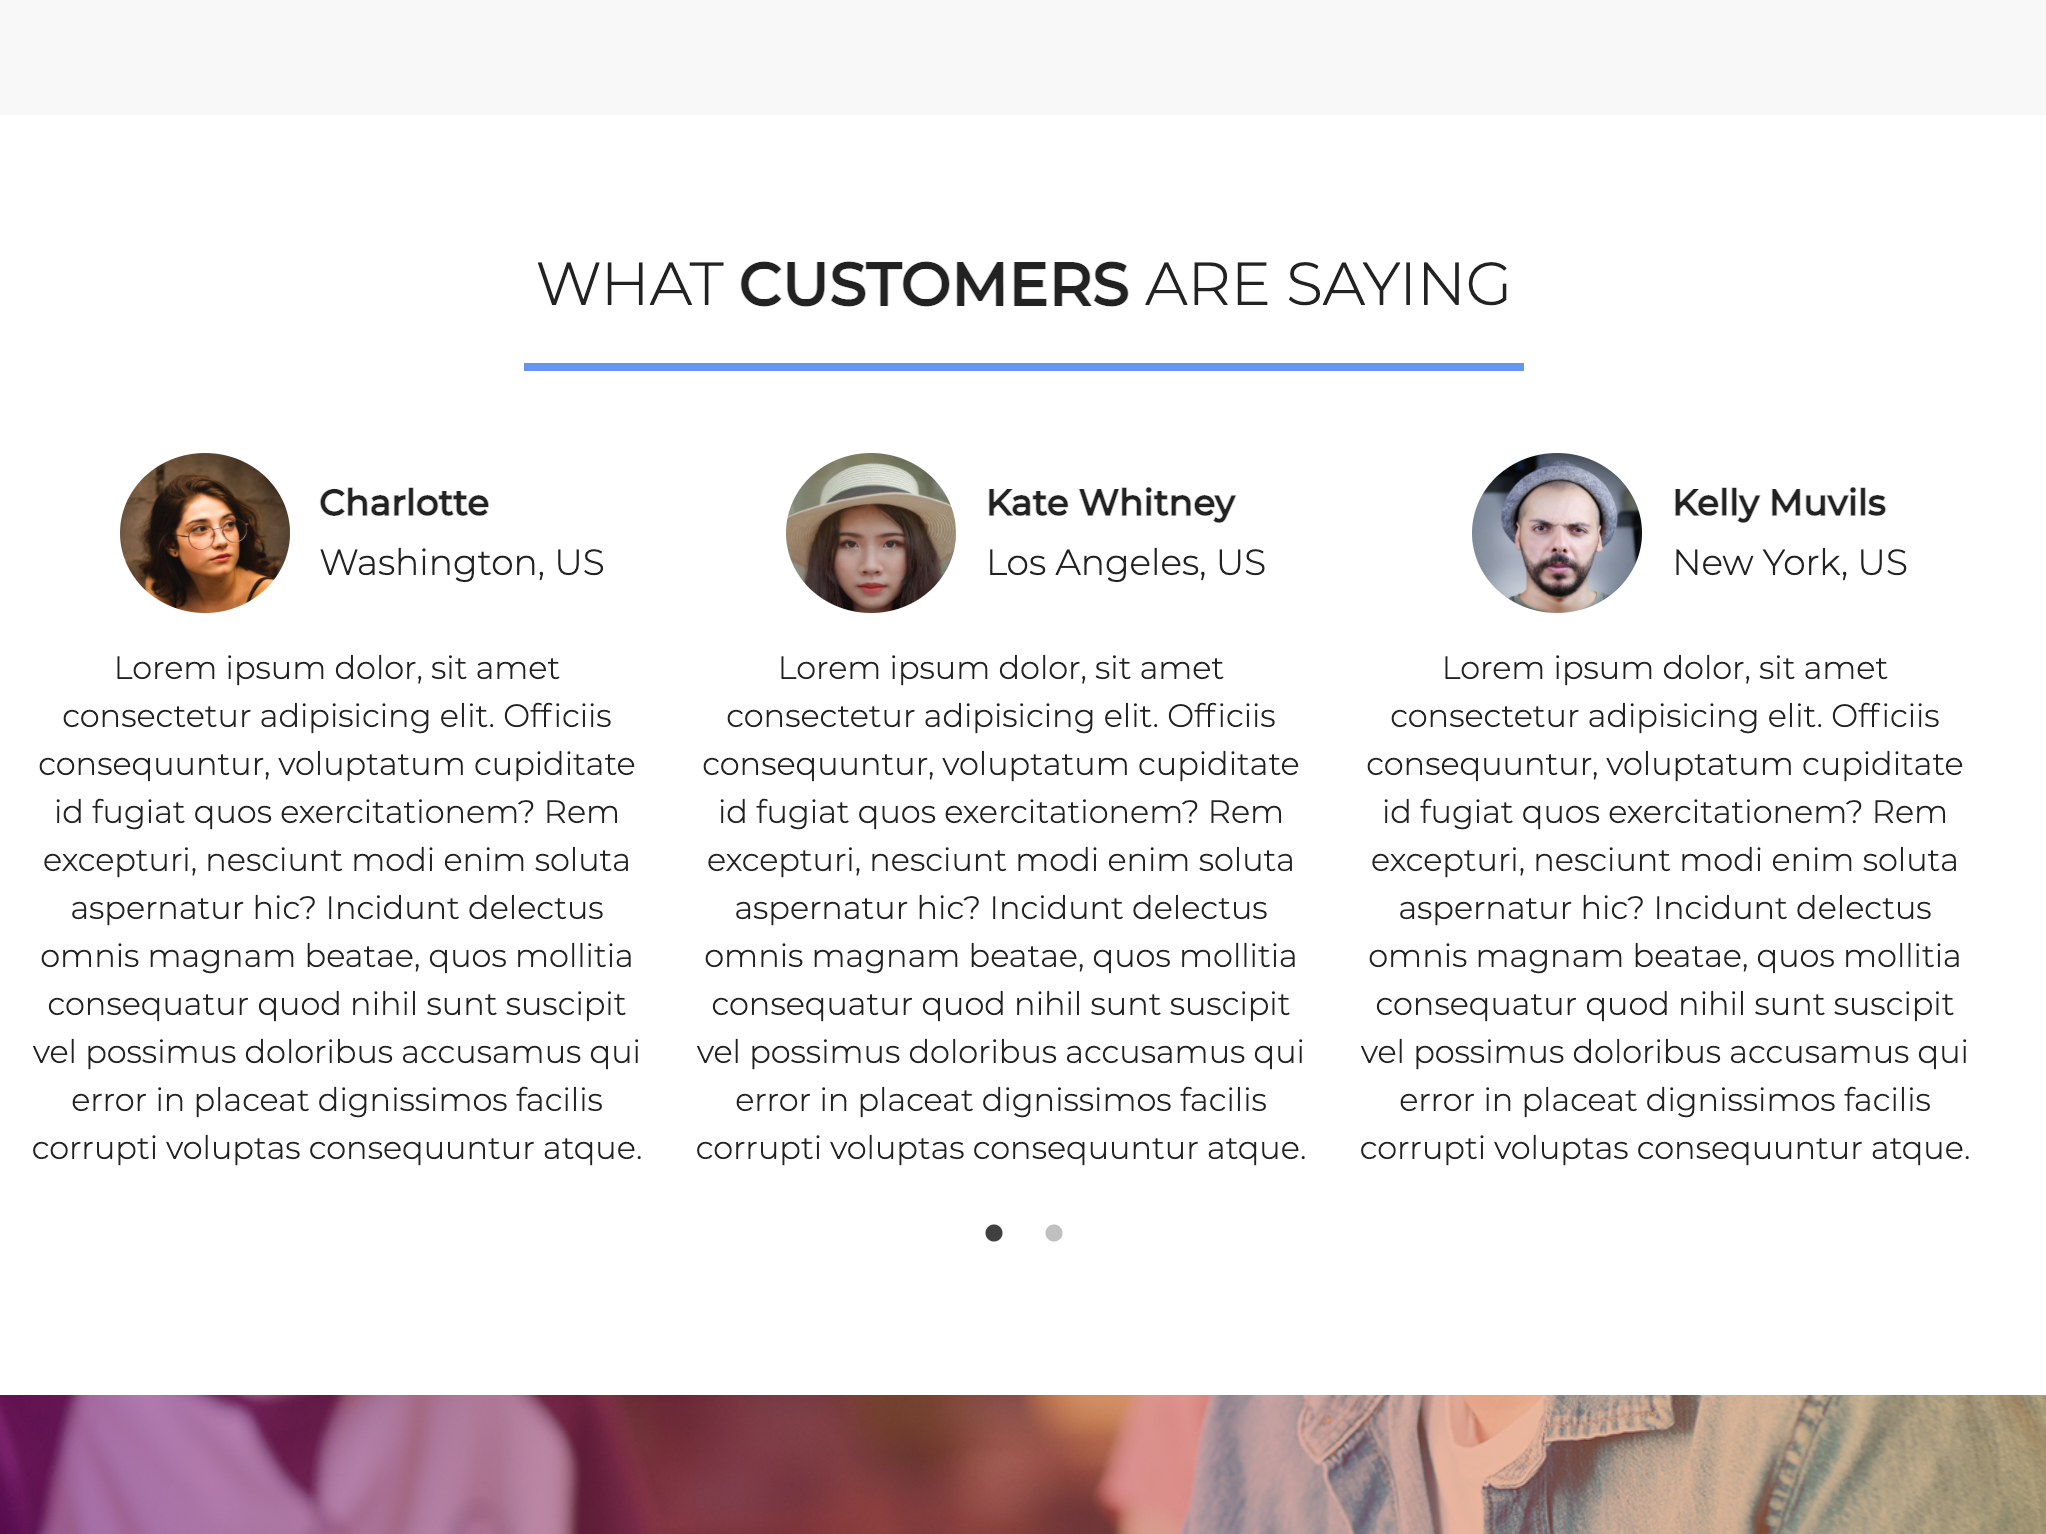 WHAT CUSTOMERS ARE SAYING
Charlotte
Washington, US
Lorem ipsum dolor, sit amet
consectetur adipisicing elit. Officiis
consequuntur, voluptatum cupiditate
id fugiat quos exercitationem? Rem
excepturi, nesciunt modi enim soluta
aspernatur hic? Incidunt delectus
omnis magnam beatae, quos mollitia
consequatur quod nihil sunt suscipit
vel possimus doloribus accusamus qui
error in placeat dignissimos facilis
corrupti voluptas consequuntur atque.
Kate Whitney
Los Angeles, US
Lorem ipsum dolor, sit amet
consectetur adipisicing elit. Officiis
consequuntur, voluptatum cupiditate
id fugiat quos exercitationem? Rem
excepturi, nesciunt modi enim soluta
aspernatur hic? Incidunt delectus
omnis magnam beatae, quos mollitia
consequatur quod nihil sunt suscipit
vel possimus doloribus accusamus qui
error in placeat dignissimos facilis
corrupti voluptas consequuntur atque.
Kelly Muvils
New York, US
Lorem ipsum dolor, sit amet
consectetur adipisicing elit. Officiis
consequuntur, voluptatum cupiditate
id fugiat quos exercitationem? Rem
excepturi, nesciunt modi enim soluta
aspernatur hic? Incidunt delectus
omnis magnam beatae, quos mollitia
consequatur quod nihil sunt suscipit
vel possimus doloribus accusamus qui
error in placeat dignissimos facilis
corrupti voluptas consequuntur atque.